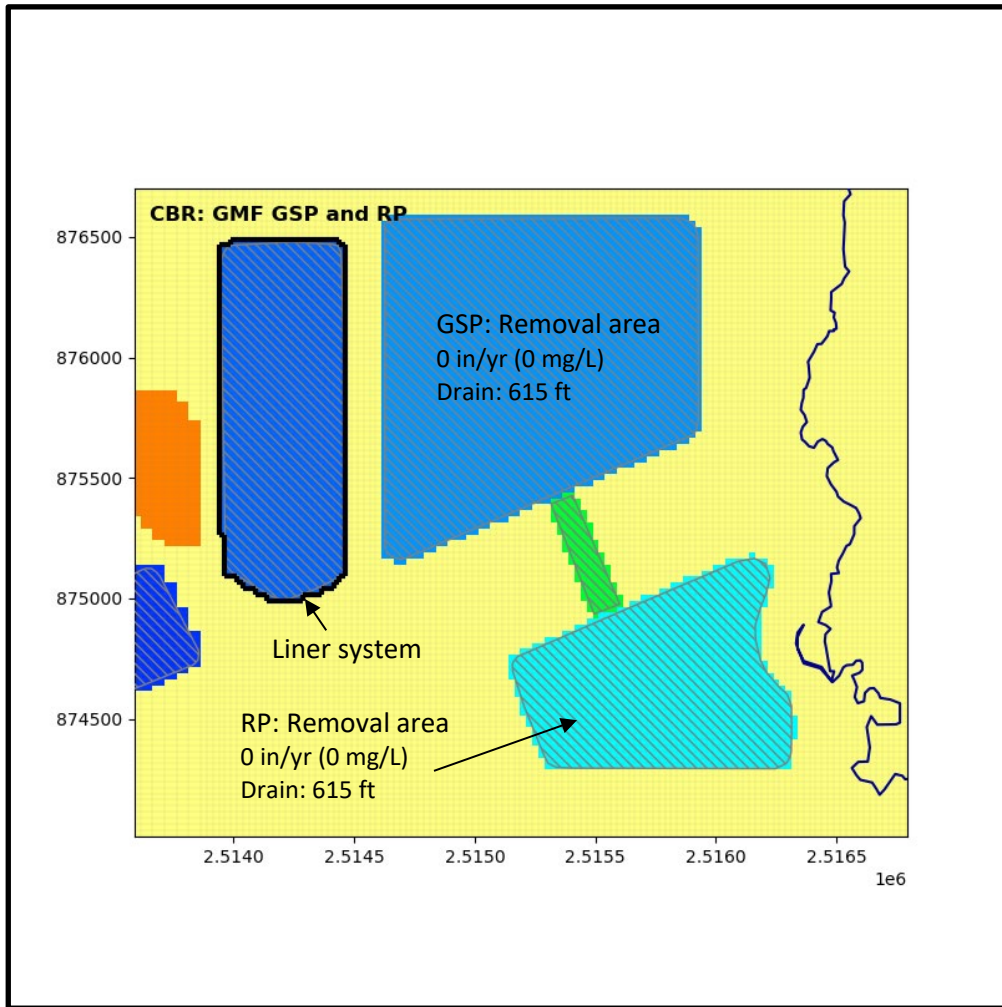 CBR: GMF GSP and RP
876500
876000
875500
875000
874500
GSP: Removal area
0 in/yr (0 mg/L)
Drain: 615 ft
Liner system
RP: Removal area
0 in/yr (0 mg/L)
Drain: 615 ft
2.5140 2.5145 2.5150 2.5155 2.5160 2.5165
1e6